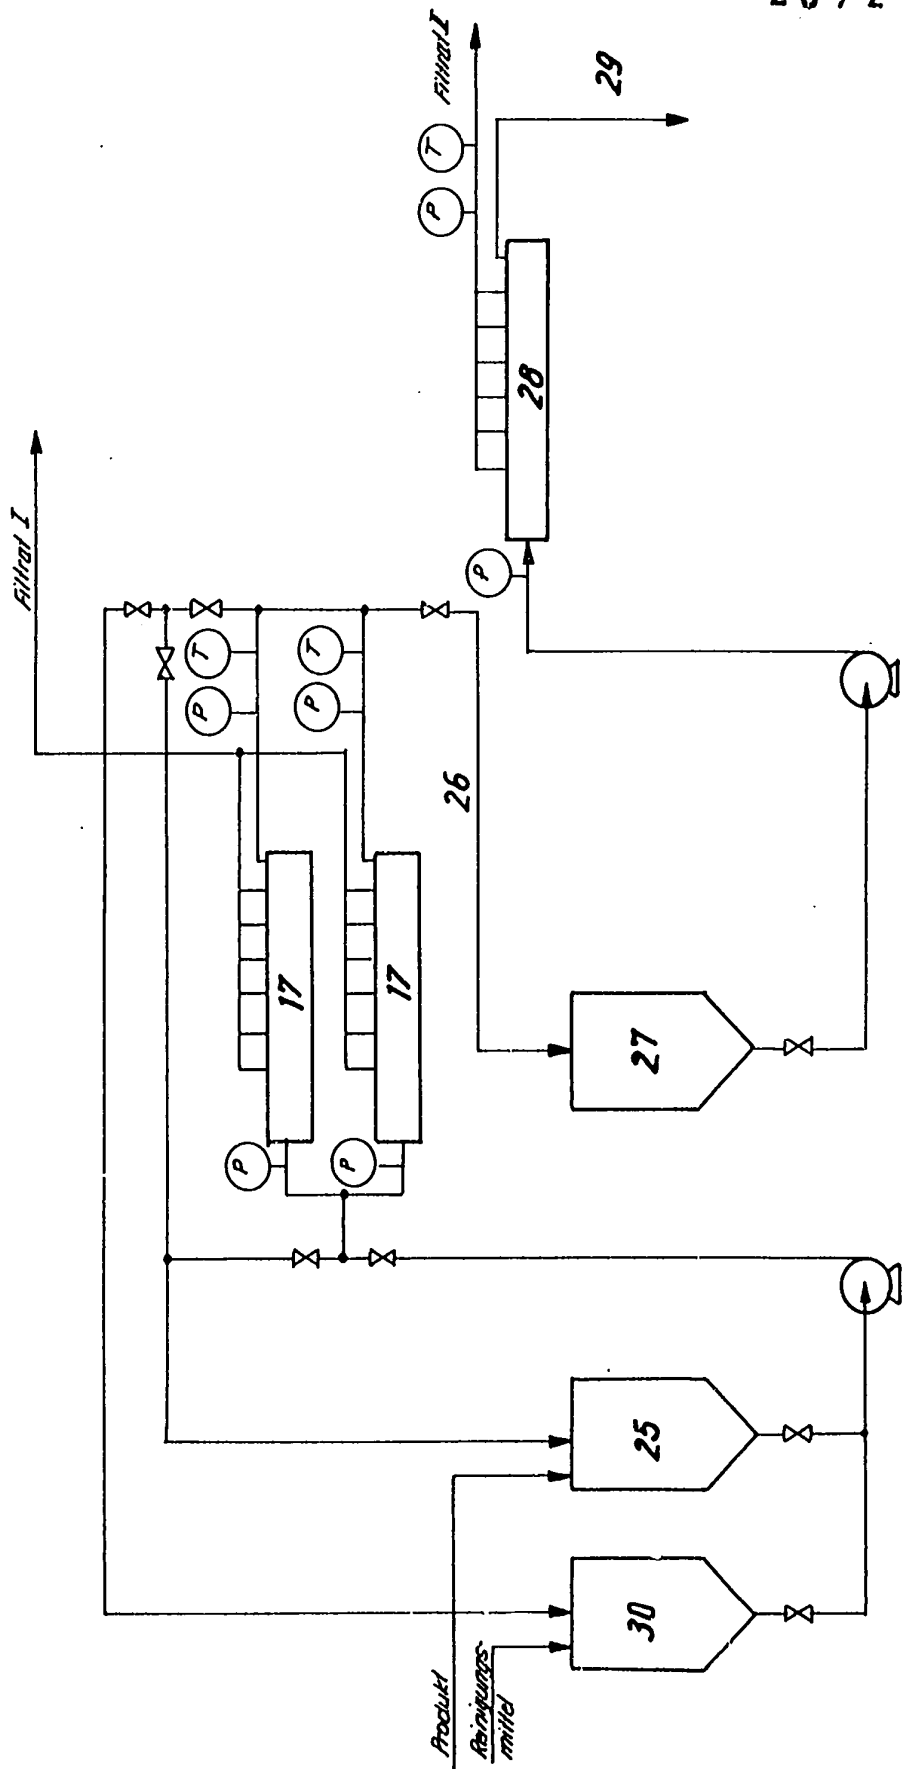 Filtrat I
Filtrat I
T
P
29
28
P
T
P
T
P
26
17
17
P
P
27
25
30
Produkt
Reinigungs-
mittel